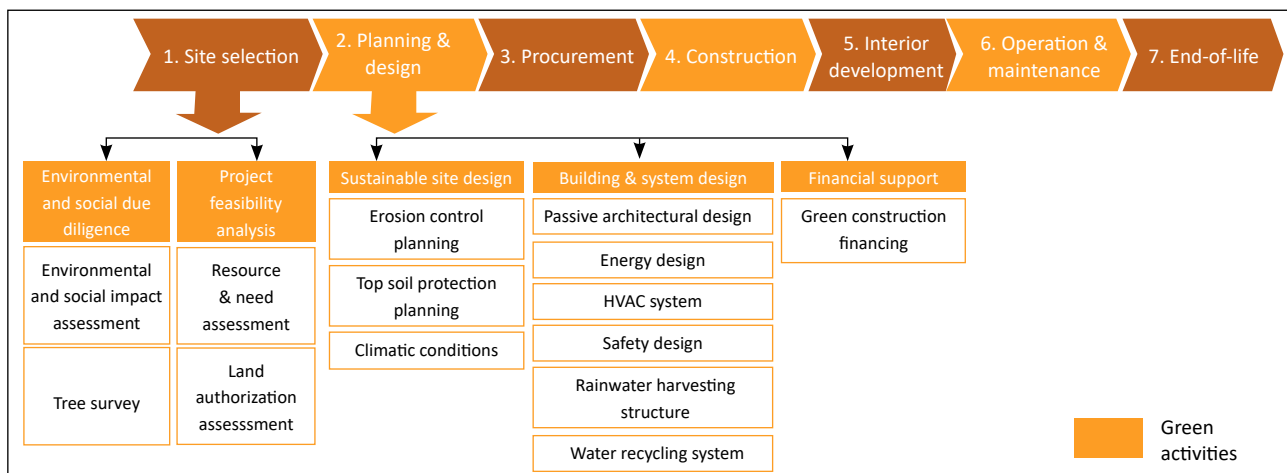 1. Site selection
2. Planning &
design
3. Procurement
4. Construction
5. Interior
development
6. Operation &
maintenance
7. End-of-life
Environmental
and social due
diligence
Environmental
and social impact
assessment
Tree survey
Project
feasibility
analysis
Resource
& need
assessment
Land
authorization
assesssment
Sustainable site design
Erosion control
planning
Top soil protection
planning
Climatic conditions
Building & system design
Passive architectural design
Energy design
HVAC system
Safety design
Rainwater harvesting
structure
Water recycling system
Financial support
Green construction
financing
Green
activities